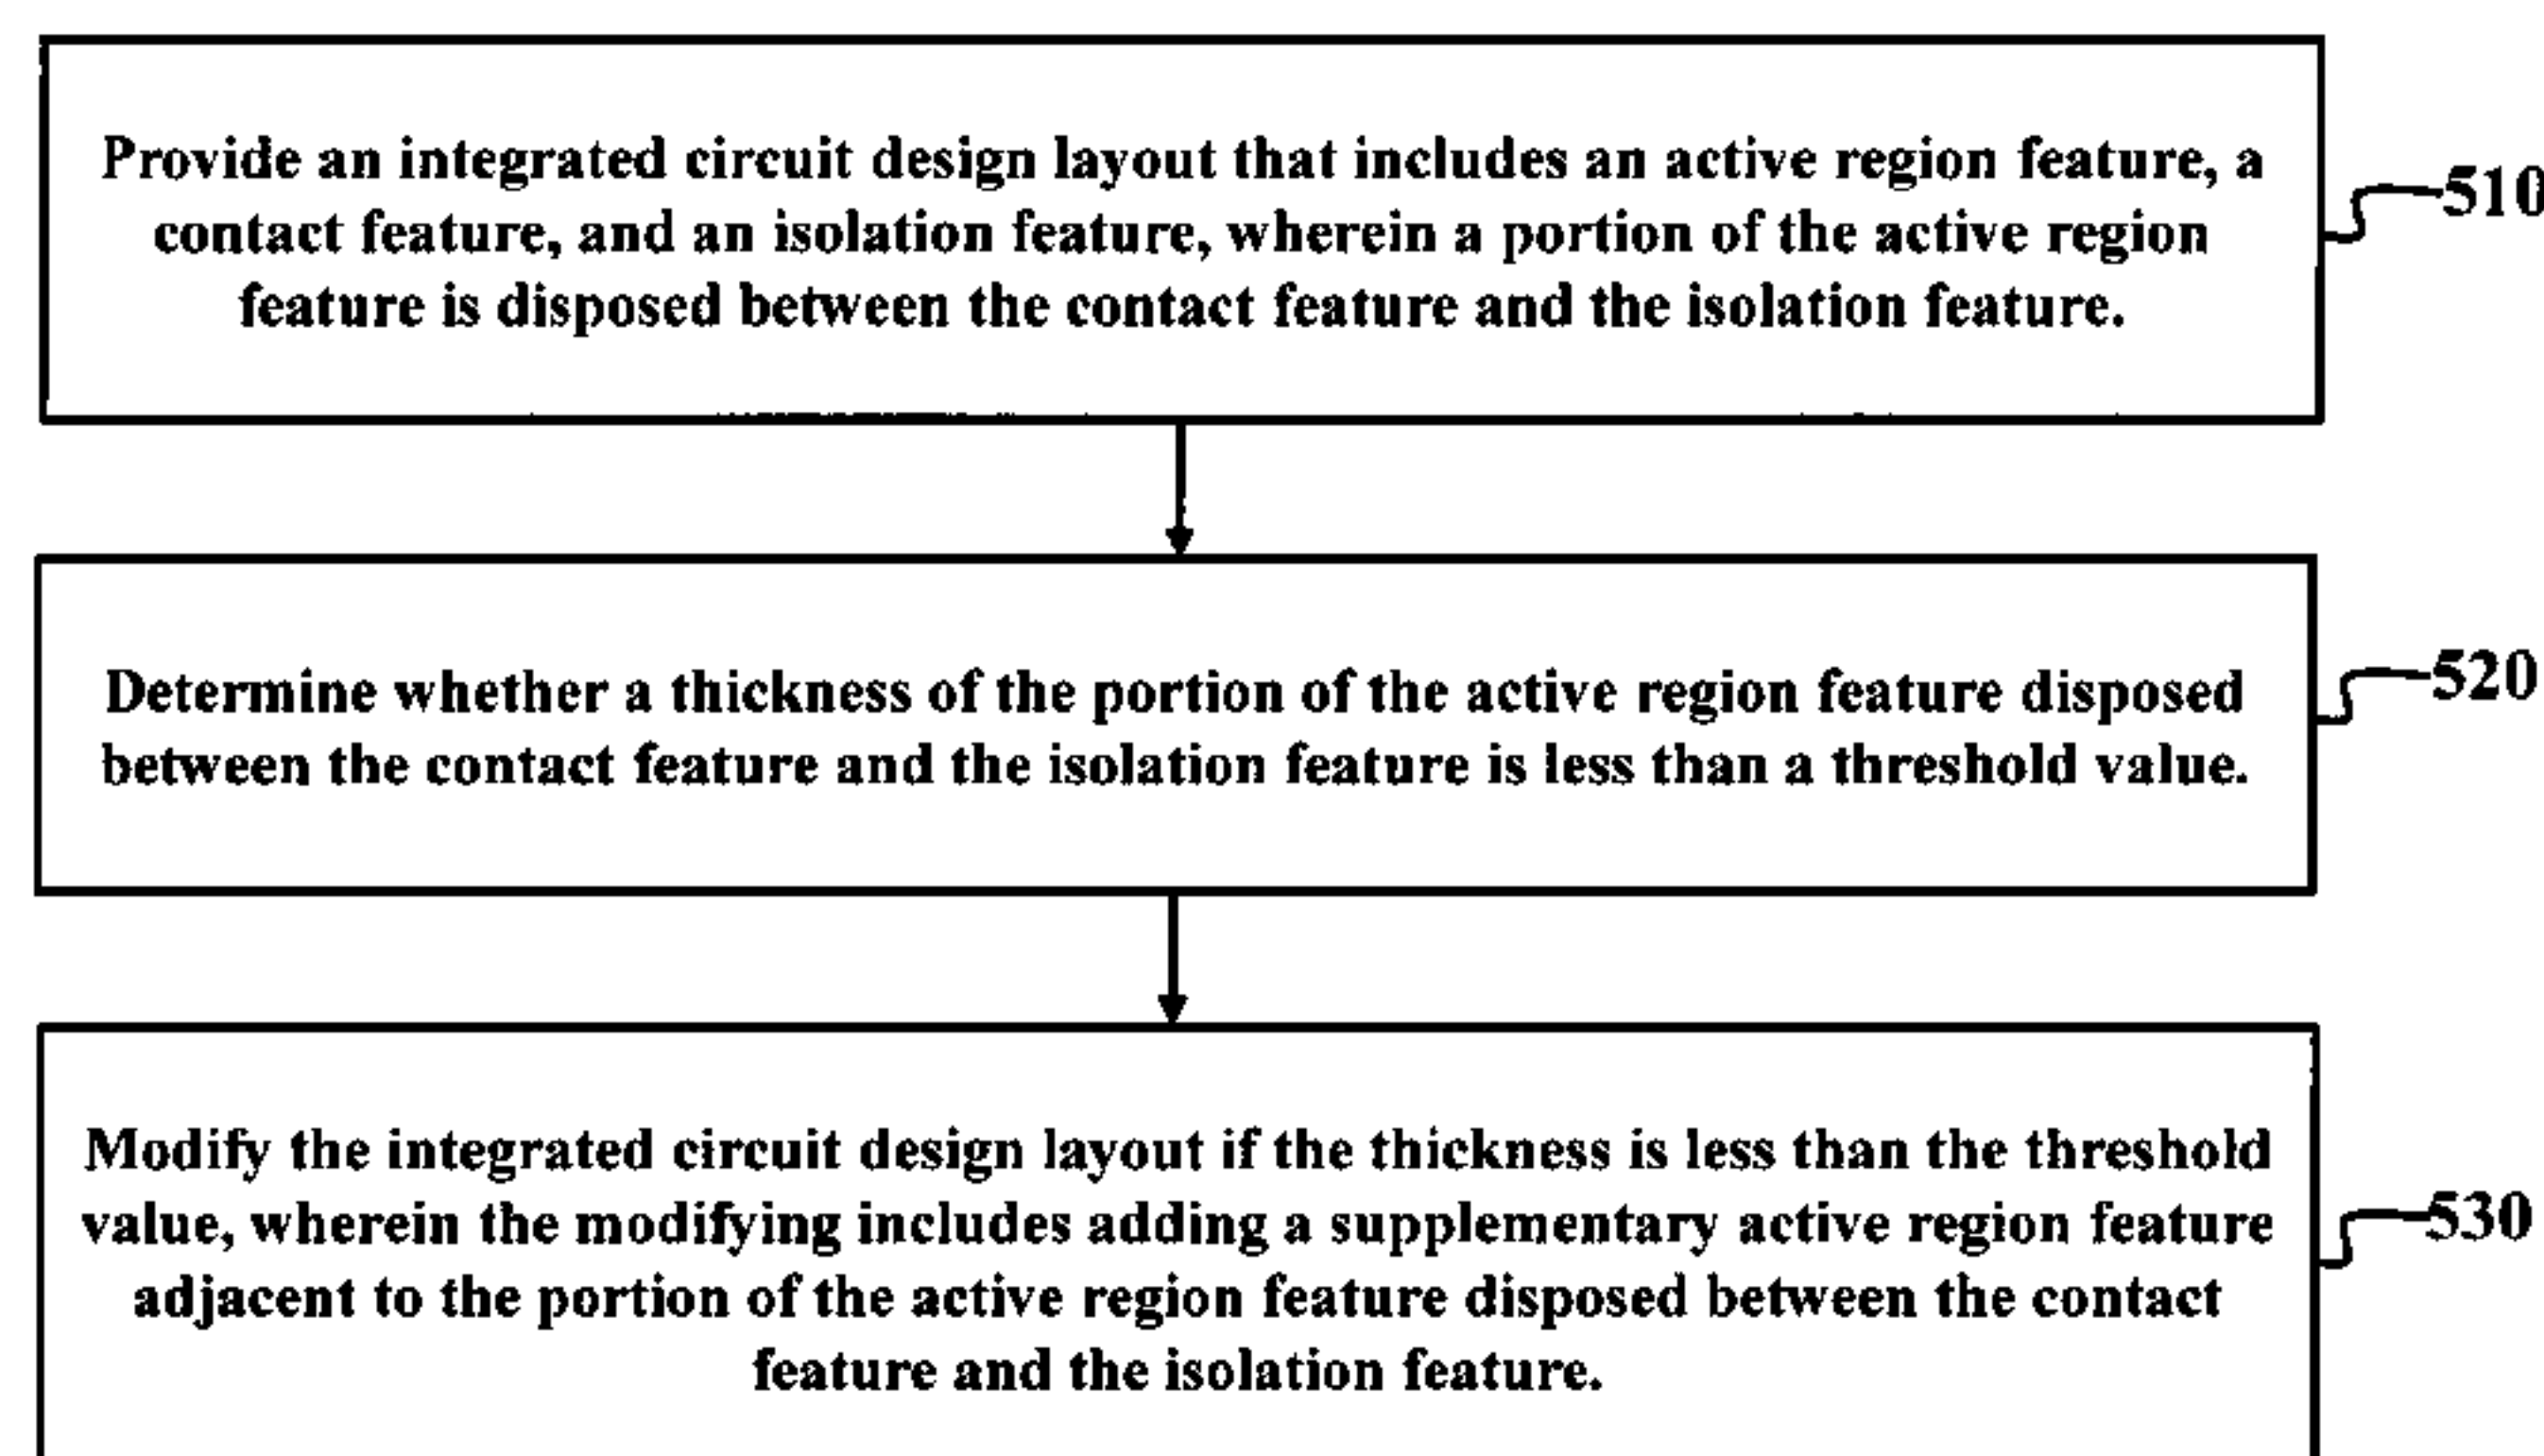 Provide an integrated circuit design layout that includes an active region feature, a
contact feature, and an isolation feature, wherein a portion of the active region
feature is disposed between the contact feature and the isolation feature.
510
Determine whether a thickness of the portion of the active region feature disposed
between the contact feature and the isolation feature is less than a threshold value.
520
Modify the integrated circuit design layout if the thickness is less than the threshold
value, wherein the modifying includes adding a supplementary active region feature
adjacent to the portion of the active region feature disposed between the contact
feature and the isolation feature.
530